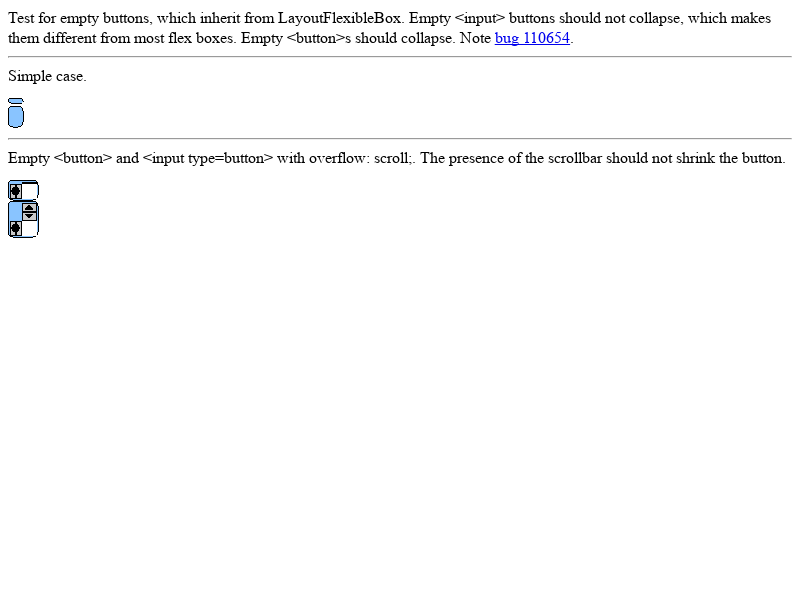 Test for empty buttons, which inherit from LayoutFlexibleBox. Empty <input> buttons should not collapse, which makes
them different from most flex boxes. Empty <button>s should collapse. Note bug 110654.
Simple case.
Empty <button> and <input type=button> with overflow: scroll;. The presence of the scrollbar should not shrink the button.